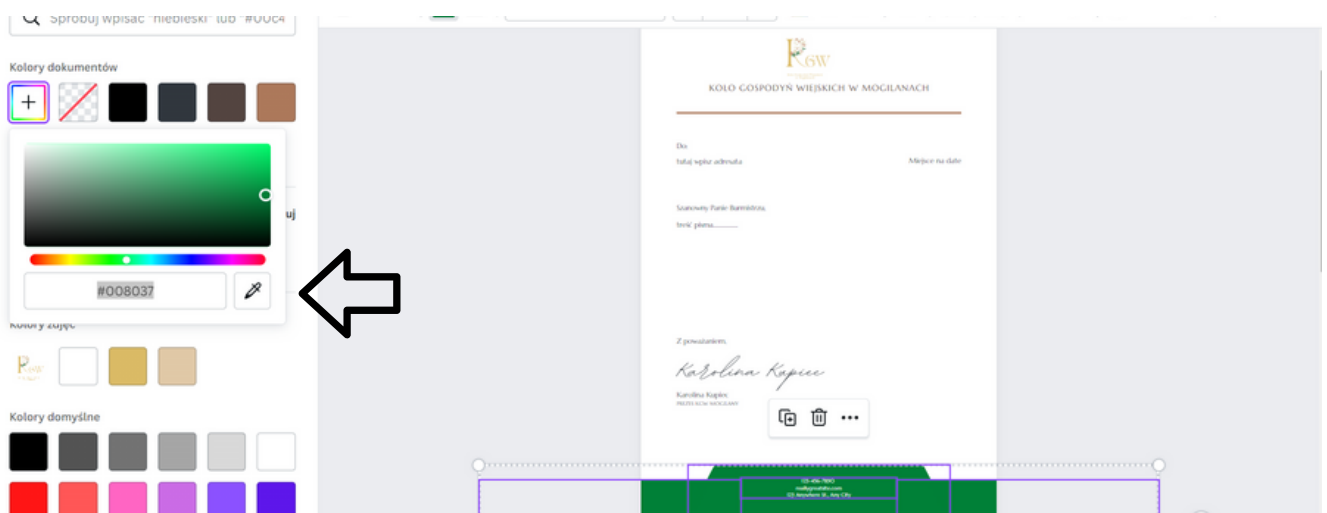 Spróbuj wpisać "niebieski" lub "#00c4
Kolory dokumentów
+
uj
#008037
Kolory zdjęć
Kolory domyślne
KGW
KOŁO GOSPODYŃ WIEJSKICH W MOGILANACH
Do:
tutaj wpisz adresata
Miejsce na datę
Szanowny Panie Burmistrzu,
treść pisma
Z poważaniem,
Karolina Kapiec
Karolina Kapiec
PREZES KGW MOGILANY
123-456-7890
123 Anywhere St., Any City